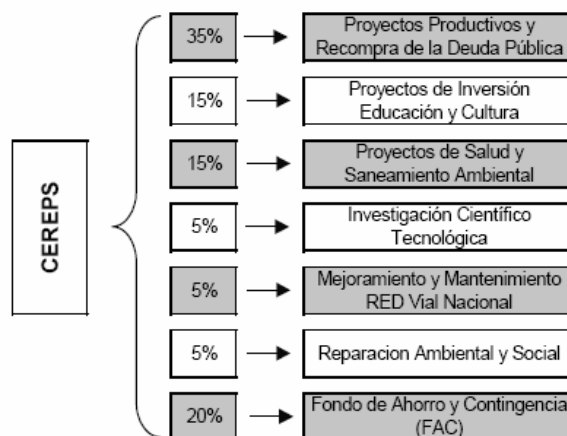 CEREPS
35%
Proyectos Productivos y
Recompra de la Deuda Pública
15%
Proyectos de Inversión
Educación y Cultura
15%
Proyectos de Salud y
Saneamiento Ambiental
5%
Investigación Científico
Tecnológica
5%
Mejoramiento y Mantenimiento
RED Vial Nacional
5%
Reparacion Ambiental y Social
20%
Fondo de Ahorro y Contingencia
(FAC)